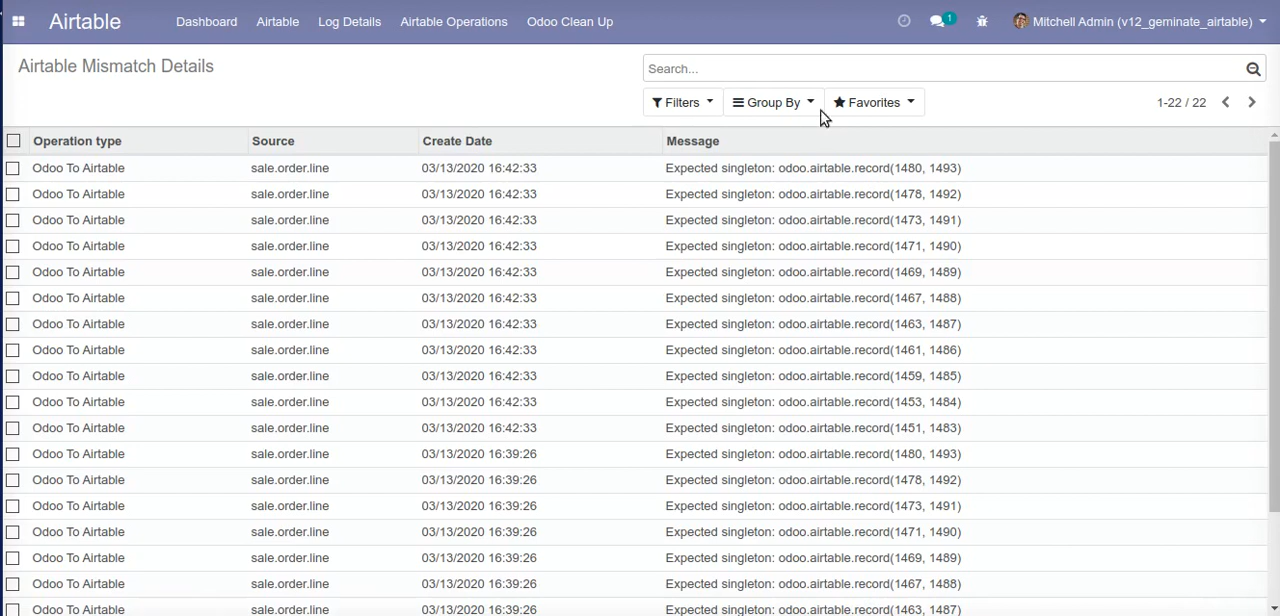 Airtable Dashboard Airtable Log Details Airtable Operations Odoo Clean Up 1 Mitchell Admin (v12_geminate_airtable)
Airtable Mismatch Details Search...
Filters Group By Favorites 1-22 / 22
Operation type Source Create Date Message
Odoo To Airtable sale.order.line 03/13/2020 16:42:33 Expected singleton: odoo.airtable.record(1480, 1493)
Odoo To Airtable sale.order.line 03/13/2020 16:42:33 Expected singleton: odoo.airtable.record(1478, 1492)
Odoo To Airtable sale.order.line 03/13/2020 16:42:33 Expected singleton: odoo.airtable.record(1473, 1491)
Odoo To Airtable sale.order.line 03/13/2020 16:42:33 Expected singleton: odoo.airtable.record(1471, 1490)
Odoo To Airtable sale.order.line 03/13/2020 16:42:33 Expected singleton: odoo.airtable.record(1469, 1489)
Odoo To Airtable sale.order.line 03/13/2020 16:42:33 Expected singleton: odoo.airtable.record(1467, 1488)
Odoo To Airtable sale.order.line 03/13/2020 16:42:33 Expected singleton: odoo.airtable.record(1463, 1487)
Odoo To Airtable sale.order.line 03/13/2020 16:42:33 Expected singleton: odoo.airtable.record(1461, 1486)
Odoo To Airtable sale.order.line 03/13/2020 16:42:33 Expected singleton: odoo.airtable.record(1459, 1485)
Odoo To Airtable sale.order.line 03/13/2020 16:42:33 Expected singleton: odoo.airtable.record(1453, 1484)
Odoo To Airtable sale.order.line 03/13/2020 16:42:33 Expected singleton: odoo.airtable.record(1451, 1483)
Odoo To Airtable sale.order.line 03/13/2020 16:39:26 Expected singleton: odoo.airtable.record(1480, 1493)
Odoo To Airtable sale.order.line 03/13/2020 16:39:26 Expected singleton: odoo.airtable.record(1478, 1492)
Odoo To Airtable sale.order.line 03/13/2020 16:39:26 Expected singleton: odoo.airtable.record(1473, 1491)
Odoo To Airtable sale.order.line 03/13/2020 16:39:26 Expected singleton: odoo.airtable.record(1471, 1490)
Odoo To Airtable sale.order.line 03/13/2020 16:39:26 Expected singleton: odoo.airtable.record(1469, 1489)
Odoo To Airtable sale.order.line 03/13/2020 16:39:26 Expected singleton: odoo.airtable.record(1467, 1488)
Odoo To Airtable sale.order.line 03/13/2020 16:39:26 Expected singleton: odoo.airtable.record(1463, 1487)